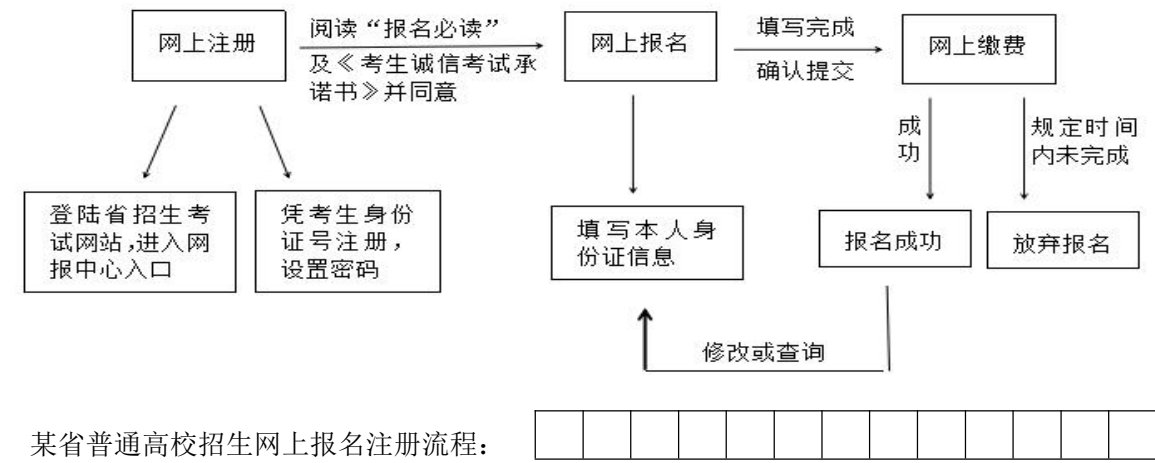 网上注册
阅读“报名必读”
及《考生诚信考试承
诺书》并同意
网上报名
填写完成
确认提交
网上缴费
成
功
规定时间
内未完成
登陆省招生考
试网站,进入网
报中心入口
凭考生身份
证号注册,
设置密码
填写本人身
份证信息
报名成功
放弃报名
修改或查询
某省普通高校招生网上报名注册流程: